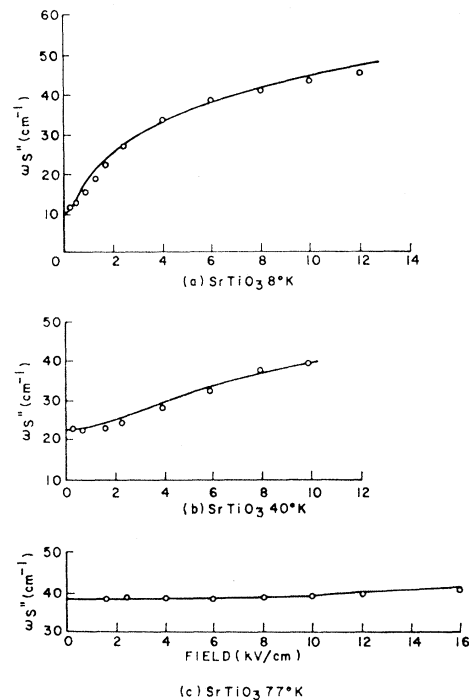 60
50
40
30
20
10
0
ωs" (cm⁻¹)
0 2 4 6 8 10 12 14
(a) SrTiO₃ 8°K
50
40
30
20
10
ωs" (cm⁻¹)
0 2 4 6 8 10 12
(b) SrTiO₃ 40°K
50
40
30
ωs" (cm⁻¹)
0 2 4 6 8 10 12 14 16
FIELD (kV/cm)
(c) SrTiO₃ 77°K